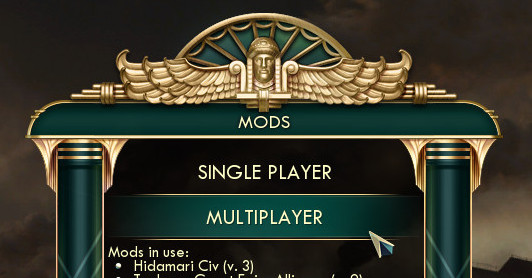 MODS
SINGLE PLAYER
MULTIPLAYER
Mods in use:
Hidamari Civ (v. 3)